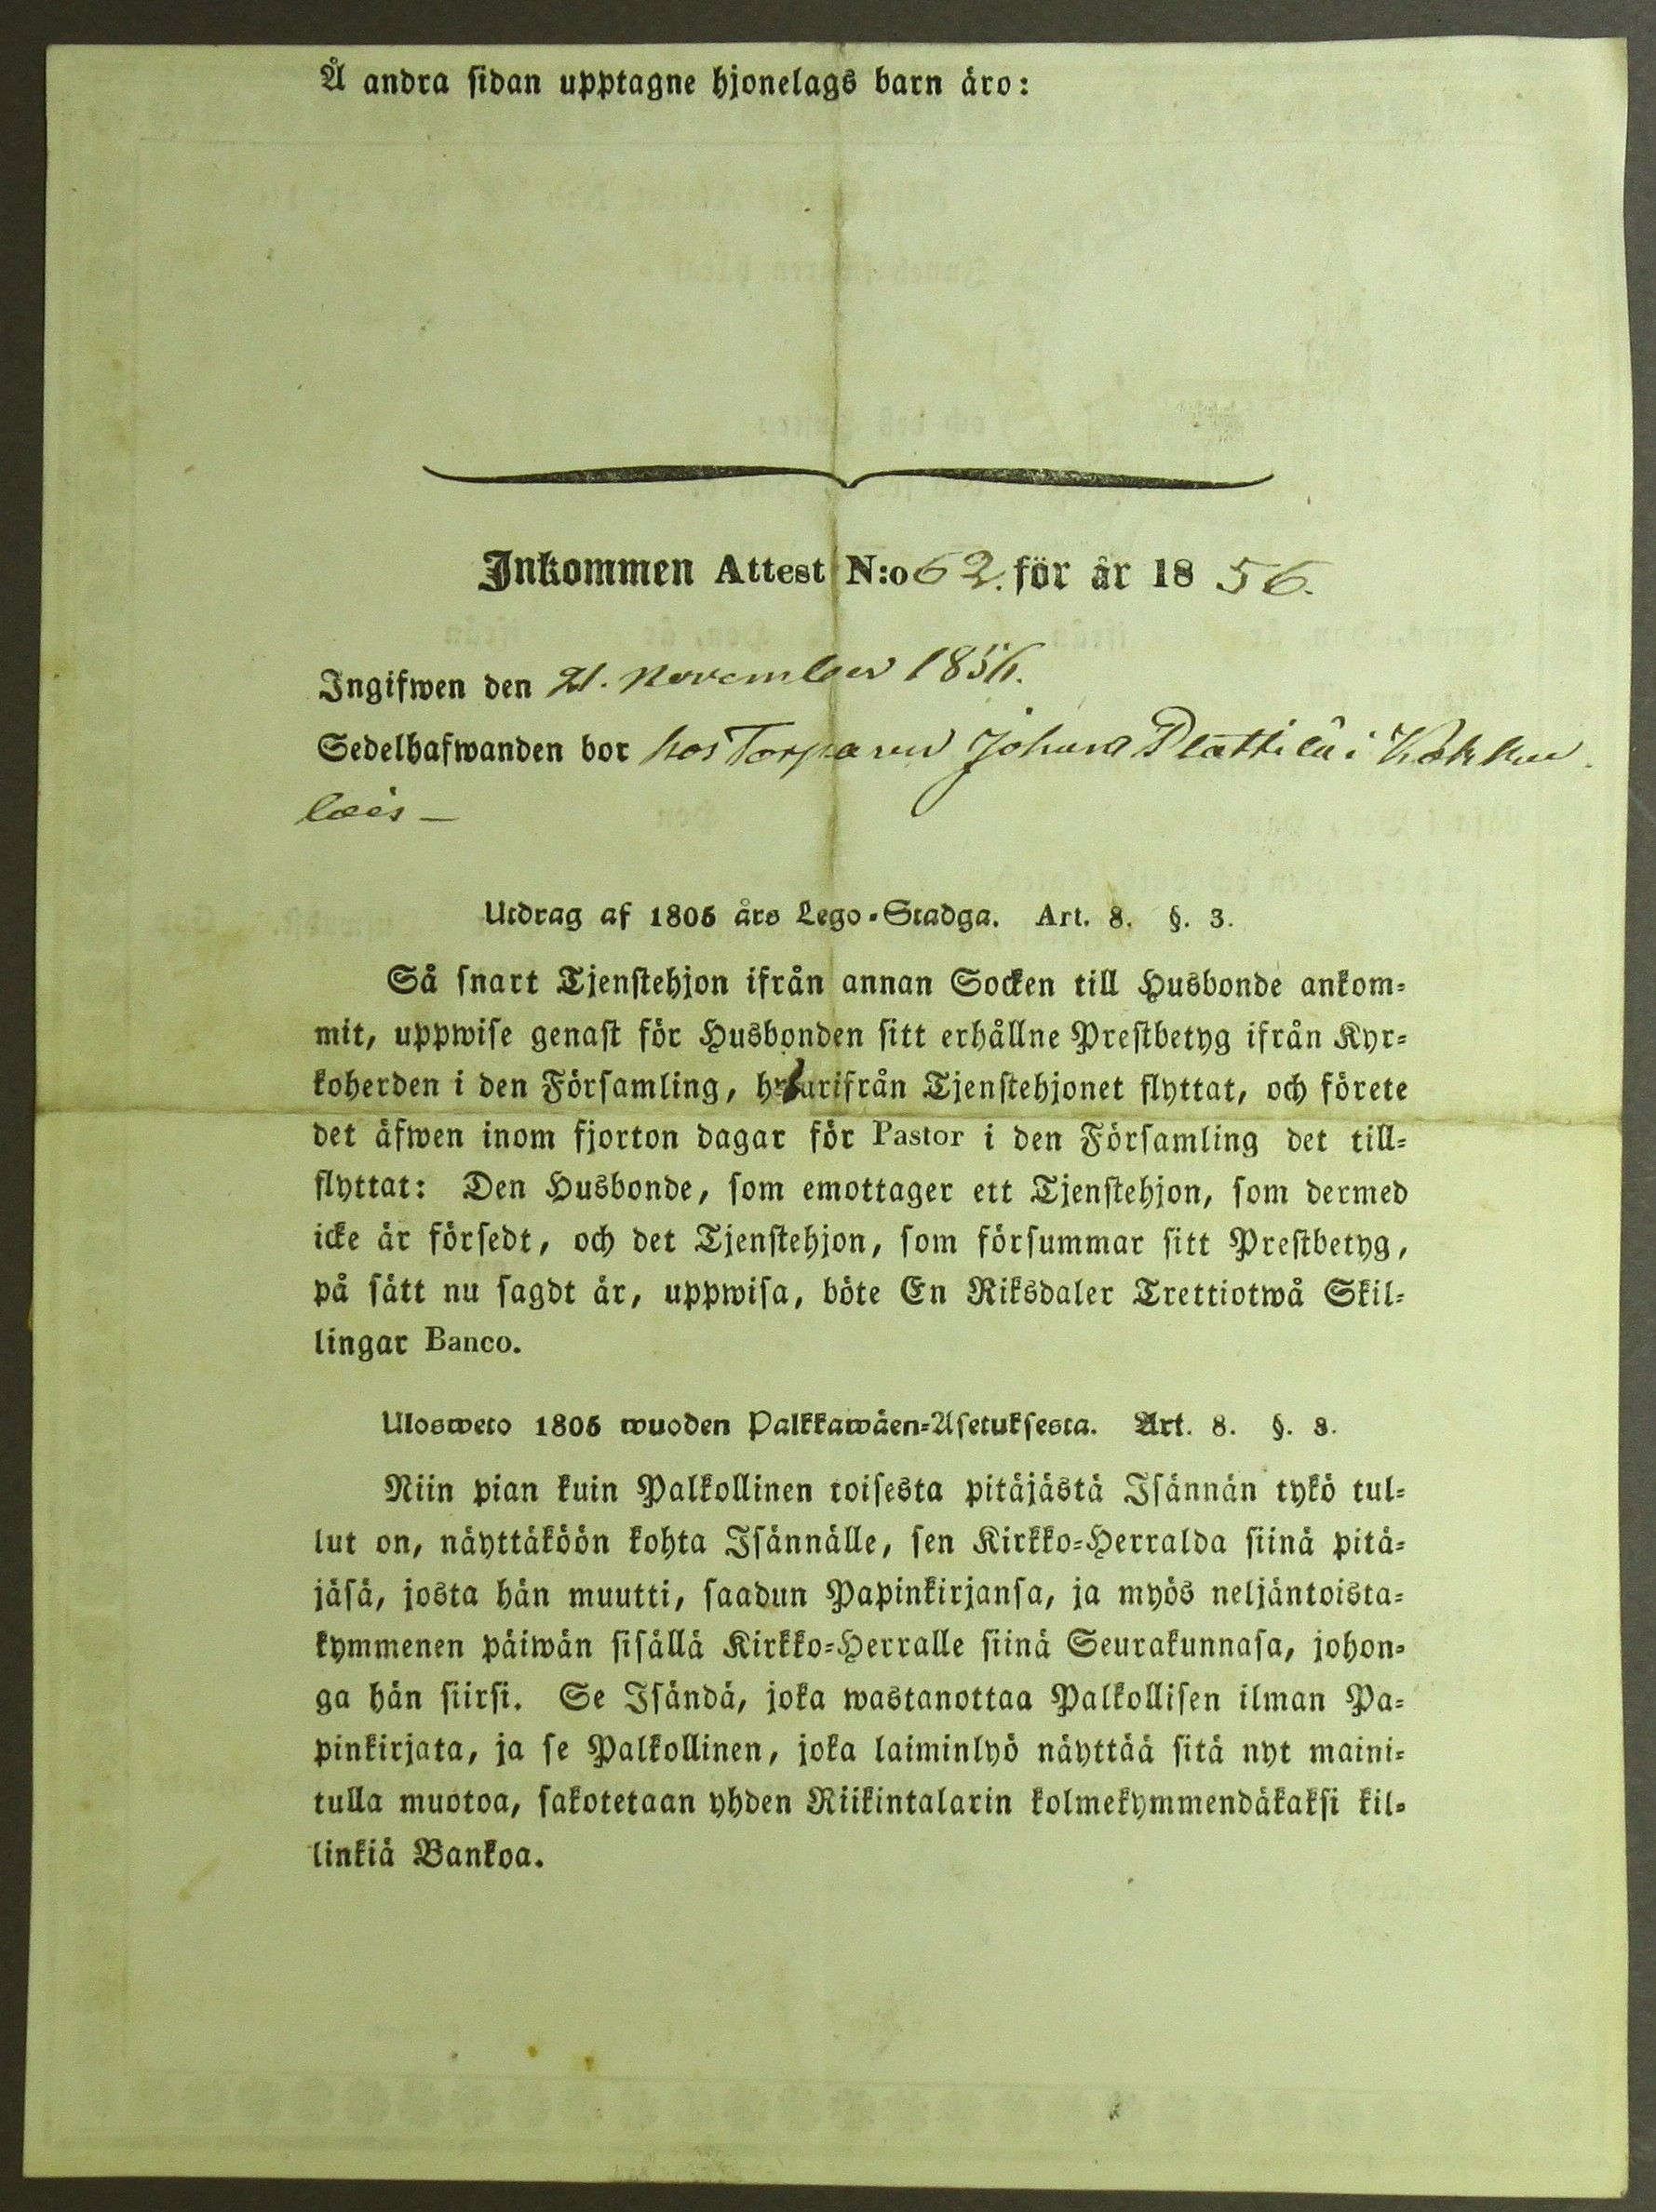 Å andra sidan upptagne hjonelags barn äro:
Inkommen Attest N:o 62. för år 1856.
Ingifwen den 21. November 1856.
Sedelhafwanden bor hos Torparen Johan Plättilä i Kokkee
lais –
Utdrag af 1805 års Lego-Stadga. Art. 8. §. 3.
Så snart Tjenstehjon ifrån annan Socken till Husbonde ankom-
mit, uppwise genast för Husbonden sitt erhållne Prestbetyg ifrån Kyr-
koherden i den Församling, hwarifrån Tjenstehjonet flyttat, och förete
det äfwen inom fjorton dagar för Pastor i den Församling det till-
flyttat: Den Husbonde, som emottager ett Tjenstehjon, som dermed
icke är försedt, och det Tjenstehjon, som försummar sitt Prestbetyg,
på sätt nu sagdt är, uppwisa, böte En Riksdaler Trettiotwå Skil-
lingar Banco.
Ulosweto 1805 wuoden Palkkawäen-Asetuksesta. Art. 8. §. 3.
Niin pian kuin Palkollinen toisesta pitäjästä Isännän tykö tul-
lut on, näyttäköön kohta Isännälle, sen Kirkko-Herralda siinä pitä-
jäsä, josta hän muutti, saadun Papinkirjansa, ja myös neljäntoista-
kymmenen päiwän sisällä Kirkko-Herralle siinä Seurakunnasa, johon-
ga hän siirsi. Se Isändä, joka wastanottaa Palkollisen ilman Pa-
pinkirjata, ja se Palkollinen, joka laiminlyö näyttää sitä nyt maini-
tulla muotoa, sakotetaan yhden Riikintalarin kolmekymmendäkaksi kil-
linkiä Bankoa.